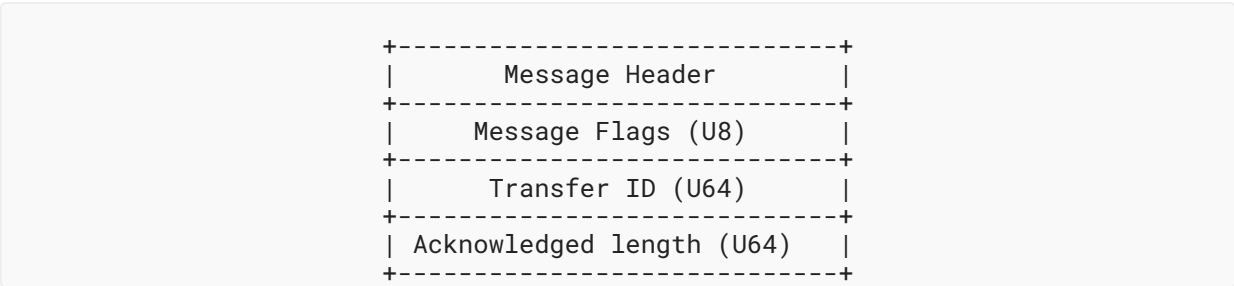 +-----------------------------+
|       Message Header        |
+-----------------------------+
|     Message Flags (U8)      |
+-----------------------------+
|      Transfer ID (U64)      |
+-----------------------------+
| Acknowledged length (U64)   |
+-----------------------------+